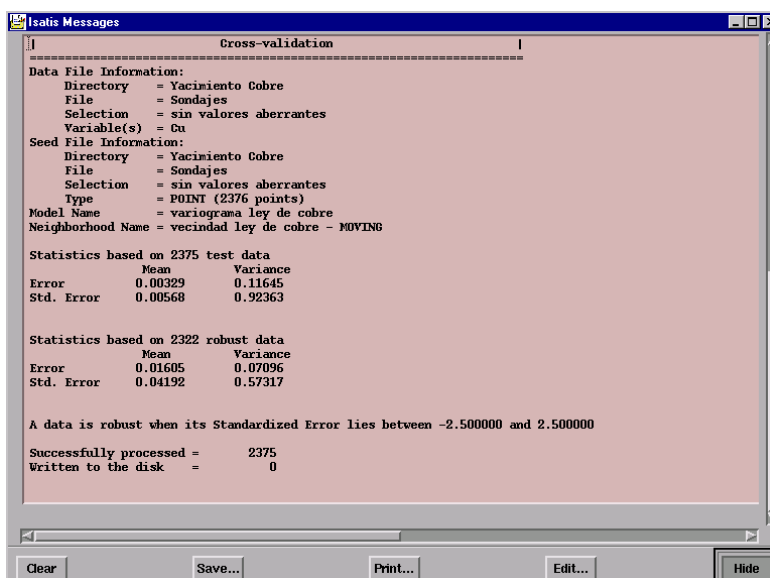 Isatis Messages
| Cross-validation |
======================================================================
Data File Information:
Directory = Yacimiento Cobre
File = Sondajes
Selection = sin valores aberrantes
Variable(s) = Cu
Seed File Information:
Directory = Yacimiento Cobre
File = Sondajes
Selection = sin valores aberrantes
Type = POINT (2376 points)
Model Name = variograma ley de cobre
Neighborhood Name = vecindad ley de cobre - MOVING
Statistics based on 2375 test data
Mean Variance
Error 0.00329 0.11645
Std. Error 0.00568 0.92363
Statistics based on 2322 robust data
Mean Variance
Error 0.01605 0.07096
Std. Error 0.04192 0.57317
A data is robust when its Standardized Error lies between -2.500000 and 2.500000
Successfully processed = 2375
Written to the disk = 0
Clear Save... Print... Edit... Hide